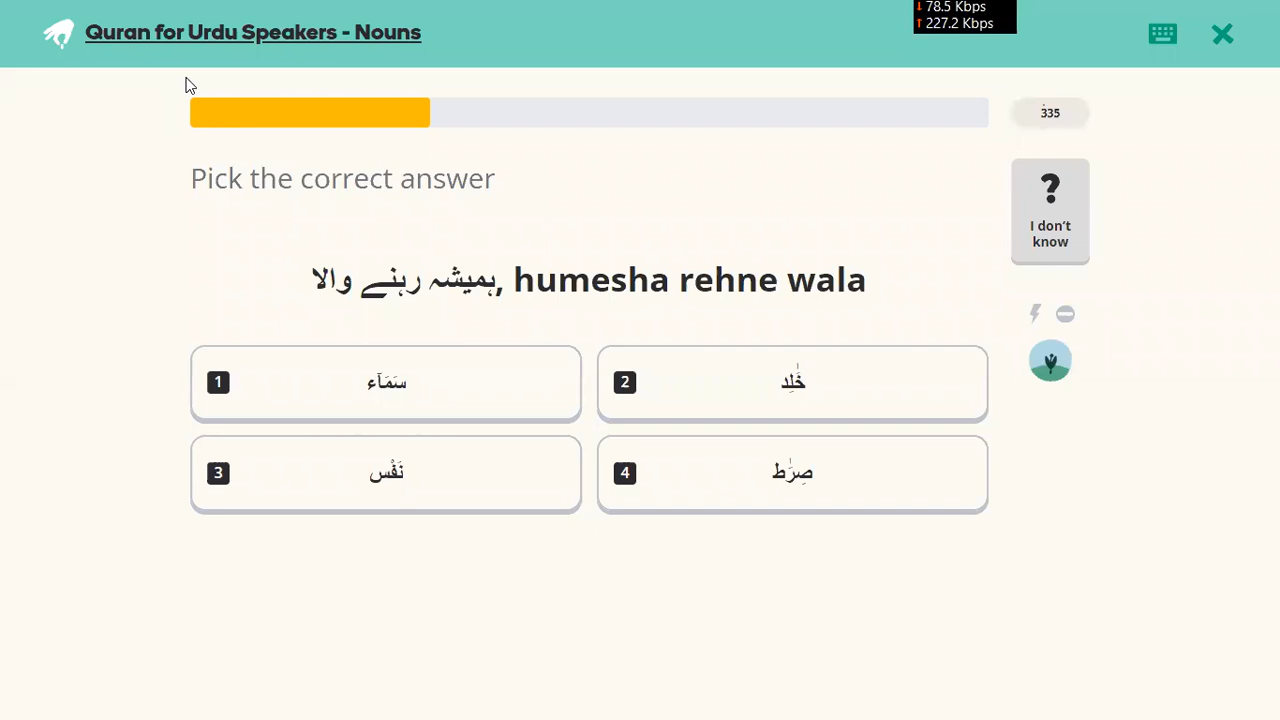 Quran for Urdu Speakers - Nouns
↓ 78.5 Kbps
↑ 227.2 Kbps
335
Pick the correct answer
?
I don't
know
ہمیشہ رہنے والا, humesha rehne wala
1 سَمَآء
2 خَٰلِد
3 نَفْس
4 صِرَٰط